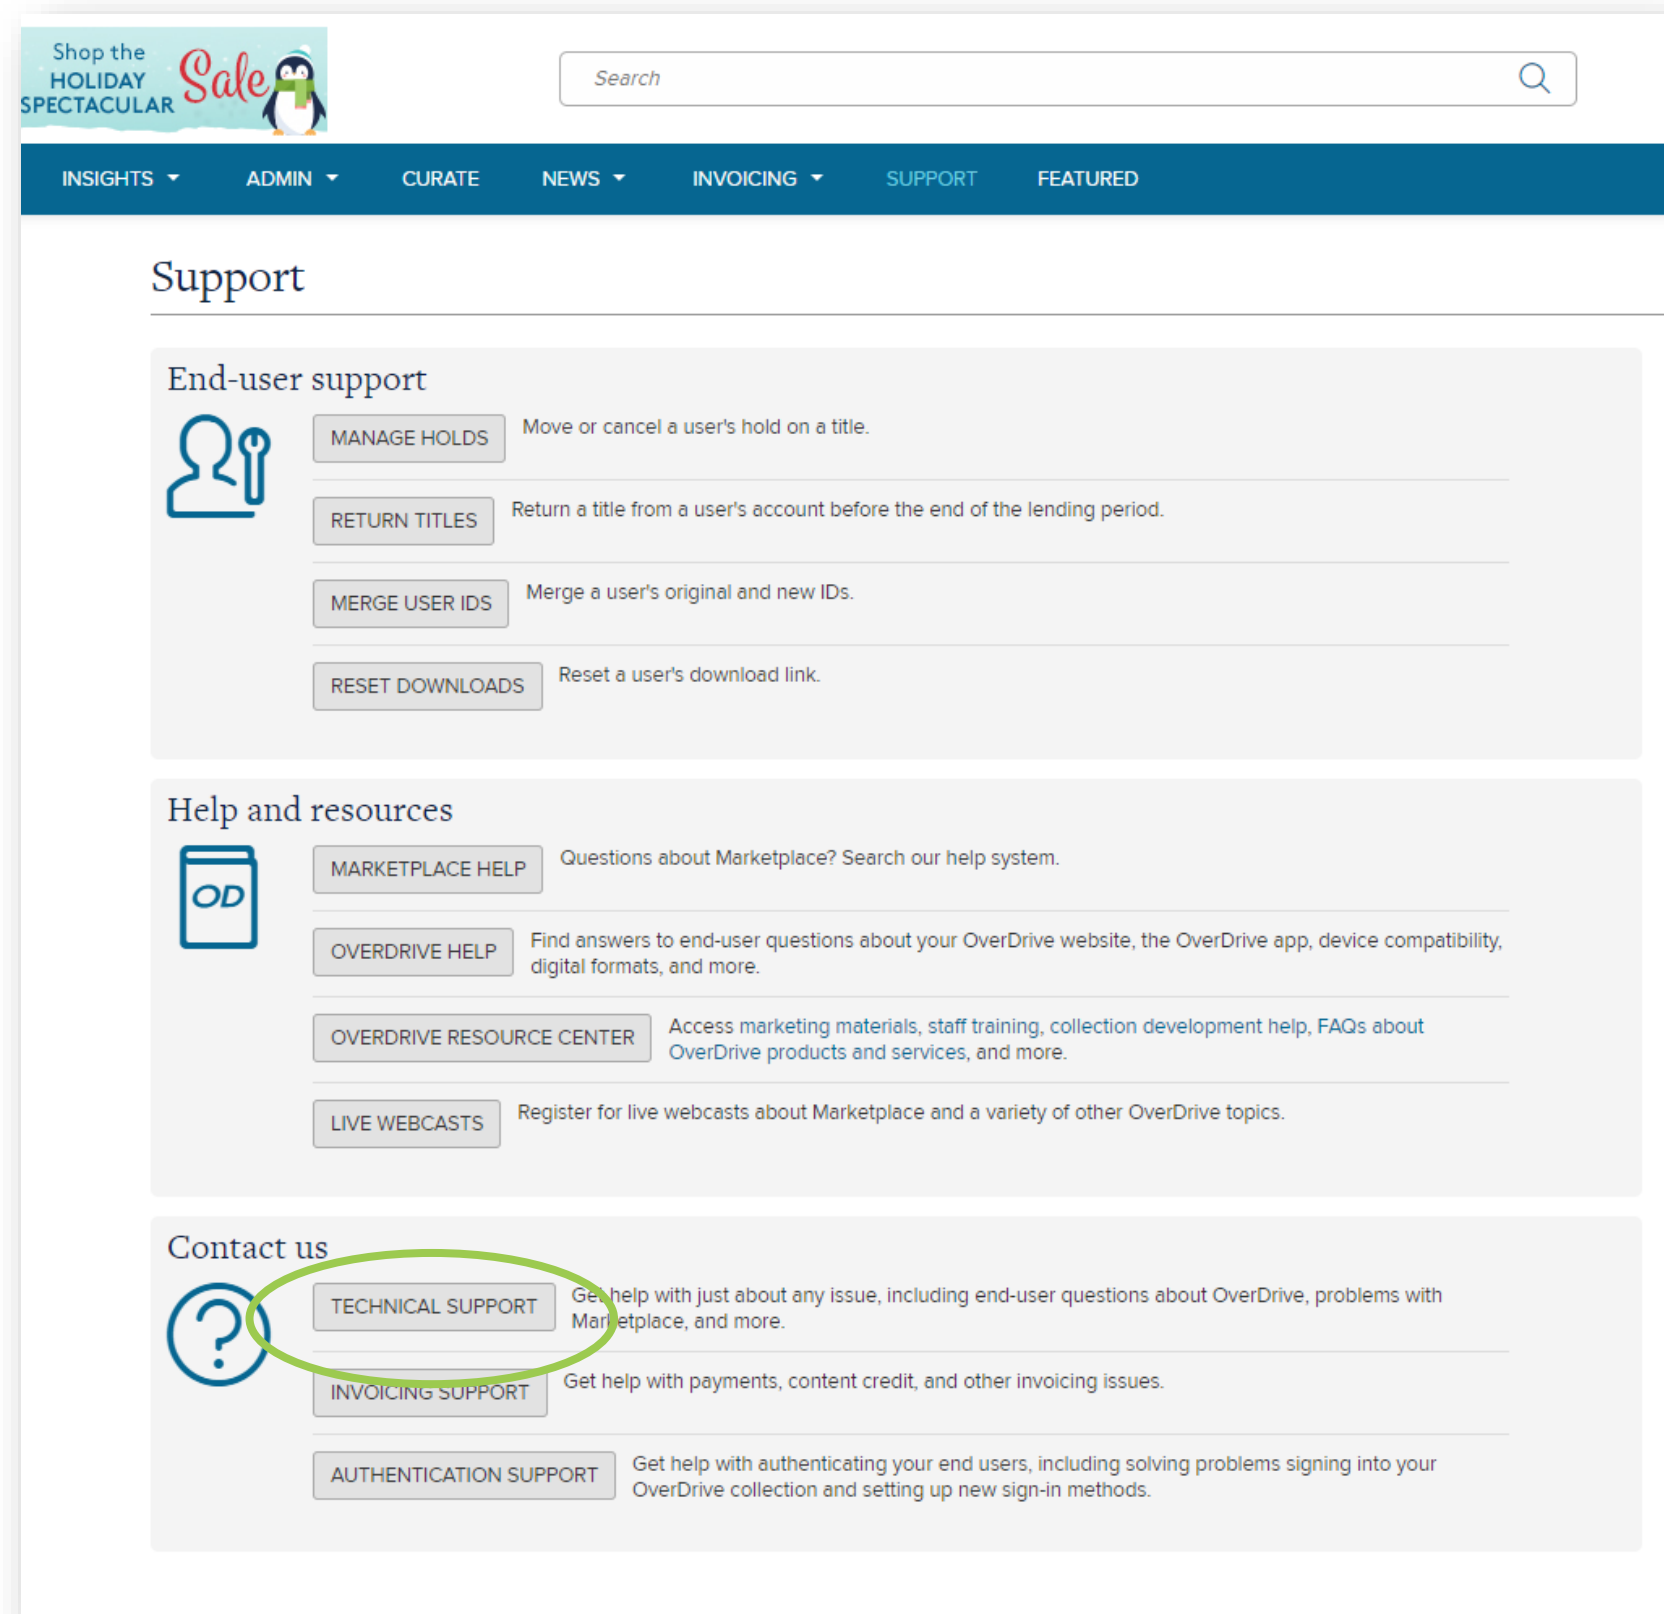 Shop the
HOLIDAY
SPECTACULAR
Sale
Search
INSIGHTS
ADMIN
CURATE
NEWS
INVOICING
SUPPORT
FEATURED
Support
End-user support
MANAGE HOLDS
Move or cancel a user's hold on a title.
RETURN TITLES
Return a title from a user's account before the end of the lending period.
MERGE USER IDS
Merge a user's original and new IDs.
RESET DOWNLOADS
Reset a user's download link.
Help and resources
OD
MARKETPLACE HELP
Questions about Marketplace? Search our help system.
OVERDRIVE HELP
Find answers to end-user questions about your OverDrive website, the OverDrive app, device compatibility,
digital formats, and more.
OVERDRIVE RESOURCE CENTER
Access marketing materials, staff training, collection development help, FAQs about
OverDrive products and services, and more.
LIVE WEBCASTS
Register for live webcasts about Marketplace and a variety of other OverDrive topics.
Contact us
?
TECHNICAL SUPPORT
Get help with just about any issue, including end-user questions about OverDrive, problems with
Marketplace, and more.
INVOICING SUPPORT
Get help with payments, content credit, and other invoicing issues.
AUTHENTICATION SUPPORT
Get help with authenticating your end users, including solving problems signing into your
OverDrive collection and setting up new sign-in methods.